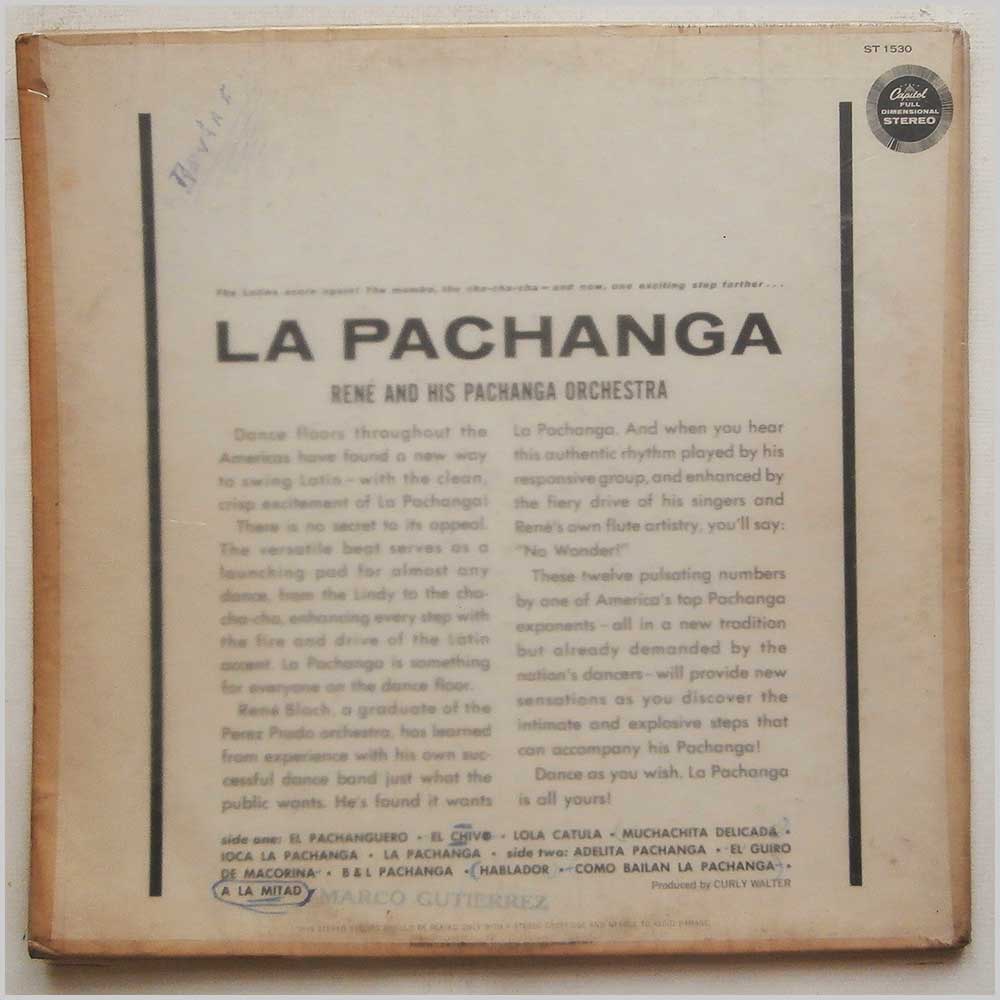 ST 1530
Capitol
FULL
DIMENSIONAL
STEREO
The Latins score again! The mambo, the cha-cha-cha — and now, one exciting step farther...
LA PACHANGA
RENÉ AND HIS PACHANGA ORCHESTRA
Dance floors throughout the
Americas have found a new way
to swing Latin – with the clean,
crisp excitement of La Pachanga!
There is no secret to its appeal.
The versatile beat serves as a
launching pad for almost any
dance, from the Lindy to the cha-
cha-cha, enhancing every step with
the fire and drive of the Latin
accent. La Pachanga is something
for everyone on the dance floor.
René Bloch, a graduate of the
Perez Prado orchestra, has learned
from experience with his own suc-
cessful dance band just what the
public wants. He's found it wants
La Pachanga. And when you hear
this authentic rhythm played by his
responsive group, and enhanced by
the fiery drive of his singers and
René's own flute artistry, you'll say:
"No Wonder!"
These twelve pulsating numbers
by one of America's top Pachanga
exponents – all in a new tradition
but already demanded by the
nation's dancers – will provide new
sensations as you discover the
intimate and explosive steps that
can accompany his Pachanga!
Dance as you wish. La Pachanga
is all yours!
side one: EL PACHANGUERO • EL CHIVO • LOLA CATULA • MUCHACHITA DELICADA •
IOCA LA PACHANGA • LA PACHANGA • side two: ADELITA PACHANGA • EL GUIRO
DE MACORINA • B & L PACHANGA • HABLADOR • COMO BAILAN LA PACHANGA •
A LA MITAD
Produced by CURLY WALTER
MARCO GUTIERREZ